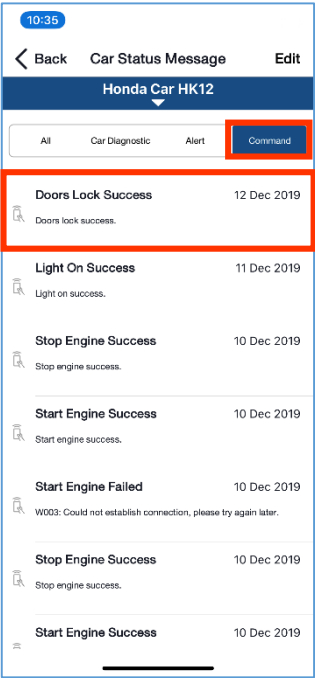 10:35
Back Car Status Message Edit
Honda Car HK12
All Car Diagnostic Alert Command
Doors Lock Success 12 Dec 2019
Doors lock success.
Light On Success 11 Dec 2019
Light on success.
Stop Engine Success 10 Dec 2019
Stop engine success.
Start Engine Success 10 Dec 2019
Start engine success.
Start Engine Failed 10 Dec 2019
W003: Could not establish connection, please try again later.
Stop Engine Success 10 Dec 2019
Stop engine success.
Start Engine Success 10 Dec 2019